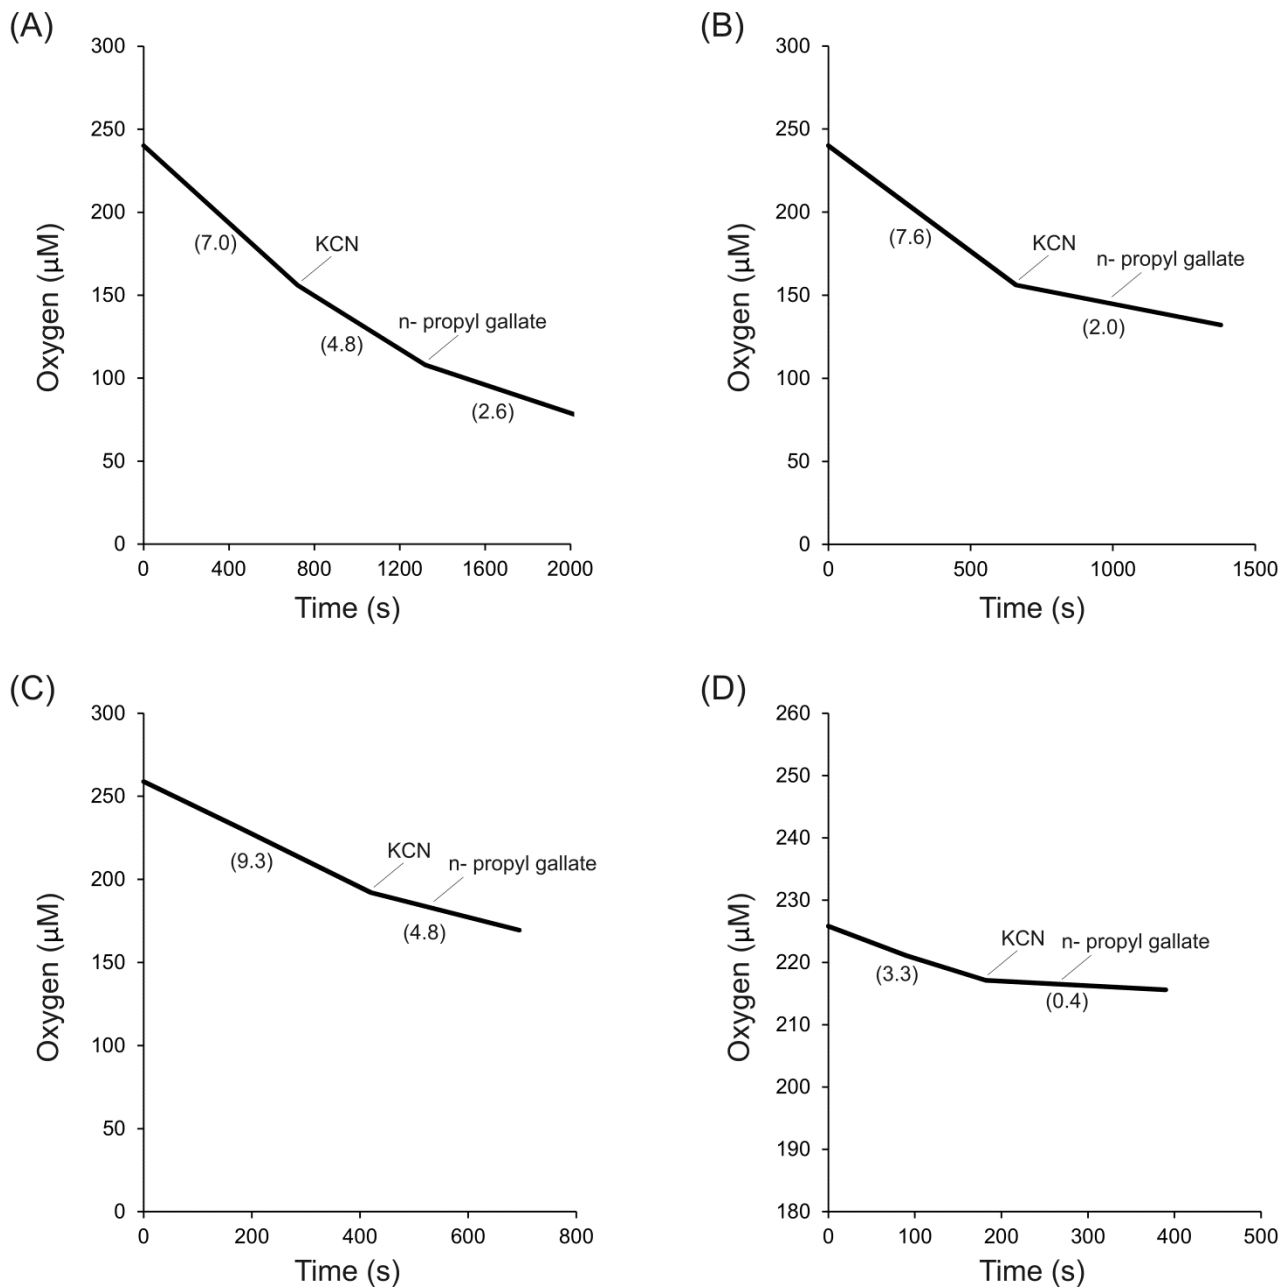 (A)
300
250
200
150
100
50
0
Oxygen (µM)
(7.0)
KCN
(4.8)
n- propyl gallate
(2.6)
0 400 800 1200 1600 2000
Time (s)
(B)
300
250
200
150
100
50
0
Oxygen (µM)
(7.6)
KCN
n- propyl gallate
(2.0)
0 500 1000 1500
Time (s)
(C)
300
250
200
150
100
50
0
Oxygen (µM)
(9.3)
KCN
n- propyl gallate
(4.8)
0 200 400 600 800
Time (s)
(D)
260
250
240
230
220
210
200
190
180
Oxygen (µM)
(3.3)
KCN
n- propyl gallate
(0.4)
0 100 200 300 400 500
Time (s)